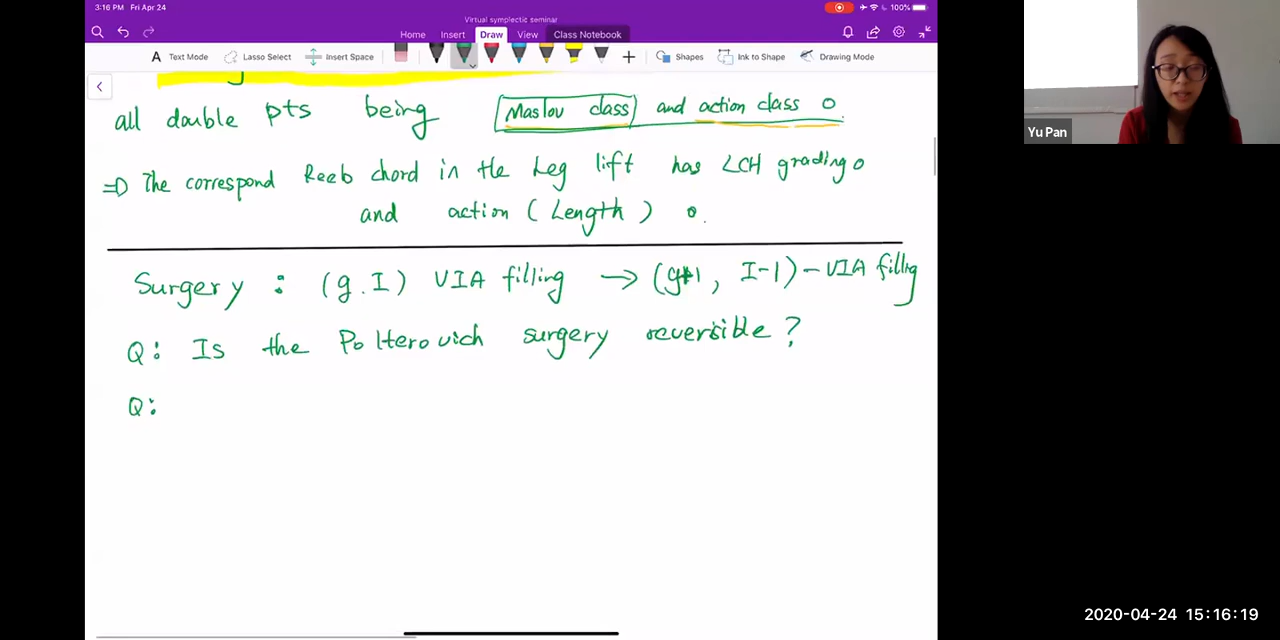 3:16 PM Fri Apr 24
100%
Virtual symplectic seminar
Home Insert Draw View Class Notebook
Text Mode Lasso Select Insert Space Shapes Ink to Shape Drawing Mode
all double pts being Maslov class and action class 0
⇒ The correspond Reeb chord in the Leg lift has LCH grading 0
and action (Length) 0.
Surgery : (g.I) VIA filling → (g+1, I-1) - VIA filling
Q: Is the Polterovich surgery reversible?
Q:
Yu Pan
2020-04-24 15:16:19